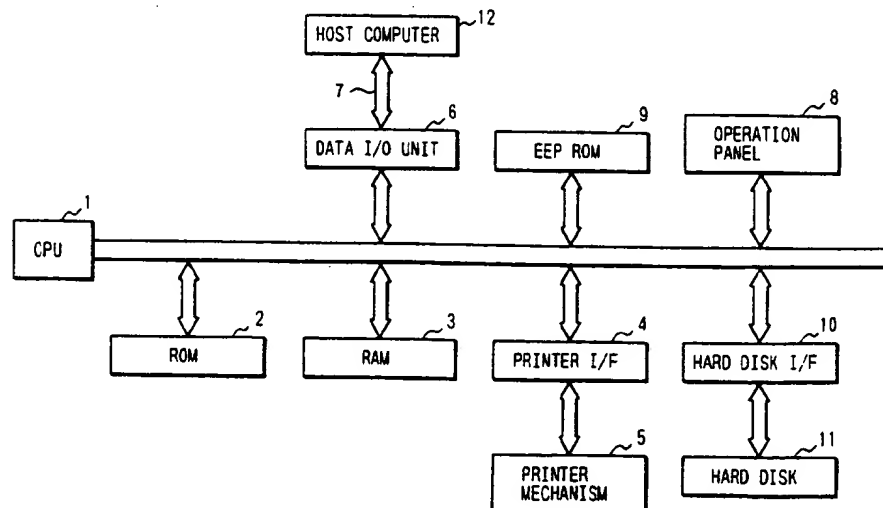 HOST COMPUTER
12
7
6
DATA I/O UNIT
9
EEP ROM
8
OPERATION
PANEL
1
CPU
2
ROM
3
RAM
4
PRINTER I/F
10
HARD DISK I/F
5
PRINTER
MECHANISM
11
HARD DISK